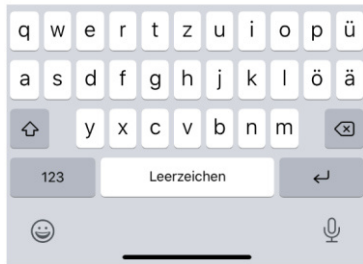 q w e r t z u i o p ü
a s d f g h j k l ö ä
y x c v b n m
123 Leerzeichen